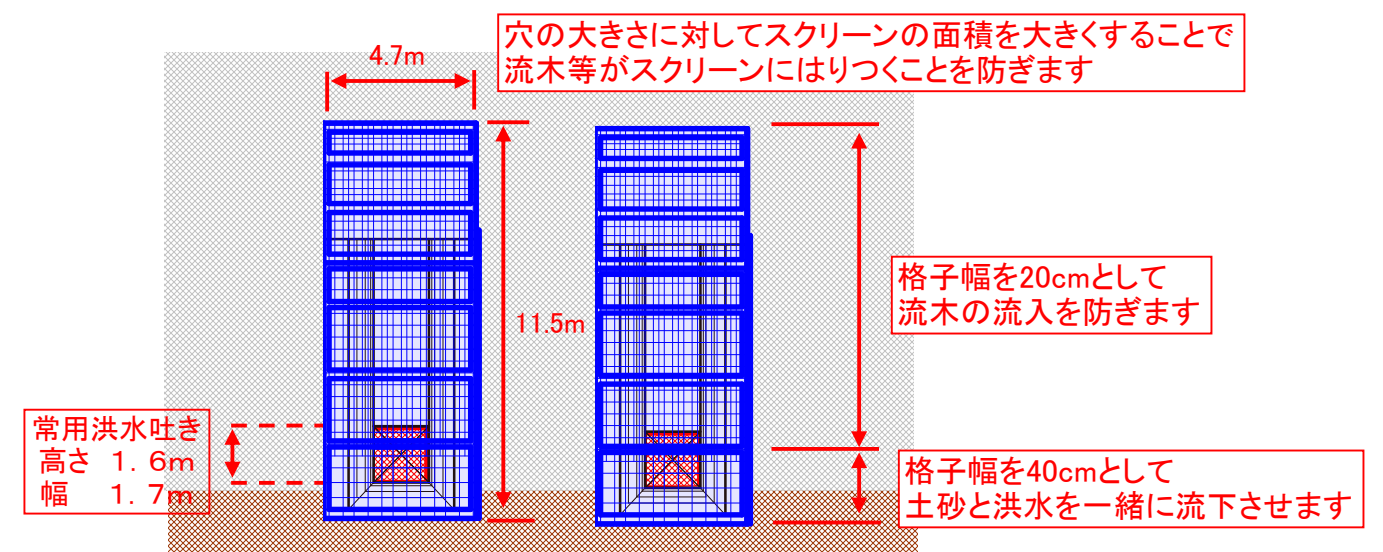 穴の大きさに対してスクリーンの面積を大きくすることで
流木等がスクリーンにはりつくことを防ぎます
4.7m
11.5m
格子幅を20cmとして
流木の流入を防ぎます
常用洪水吐き
高さ 1.6m
幅 1.7m
格子幅を40cmとして
土砂と洪水を一緒に流下させます